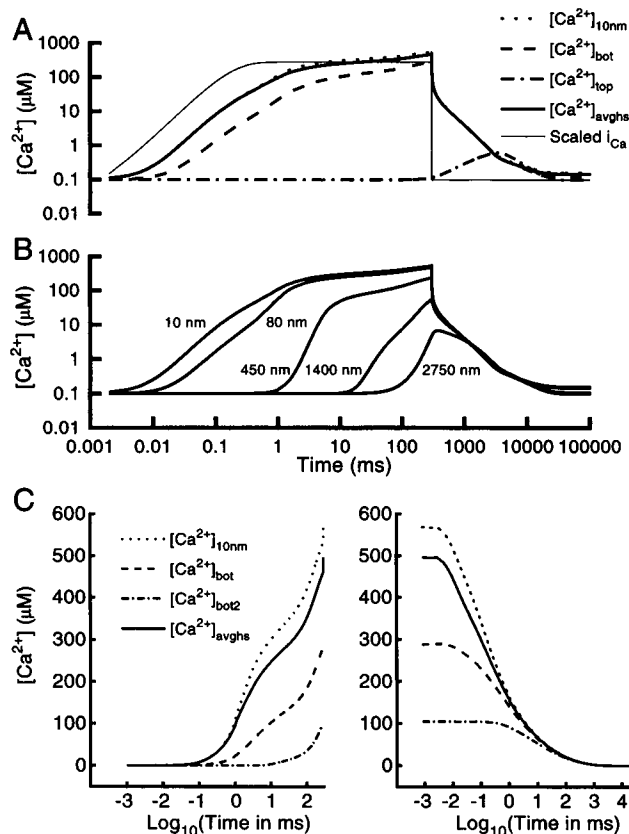 A
[Ca2+] (µM)
1000
100
10
1
0.1
0.01
[Ca2+]10nm
[Ca2+]bot
[Ca2+]top
[Ca2+]avghs
Scaled iCa
B
[Ca2+] (µM)
1000
100
10
1
0.1
0.01
10 nm
80 nm
450 nm
1400 nm
2750 nm
0.001 0.01 0.1 1 10 100 1000 10000 100000
Time (ms)
C
[Ca2+] (µM)
600
500
400
300
200
100
0
[Ca2+]10nm
[Ca2+]bot
[Ca2+]bot2
[Ca2+]avghs
-3 -2 -1 0 1 2
Log10(Time in ms)
600
500
400
300
200
100
0
-3 -2 -1 0 1 2 3 4
Log10(Time in ms)